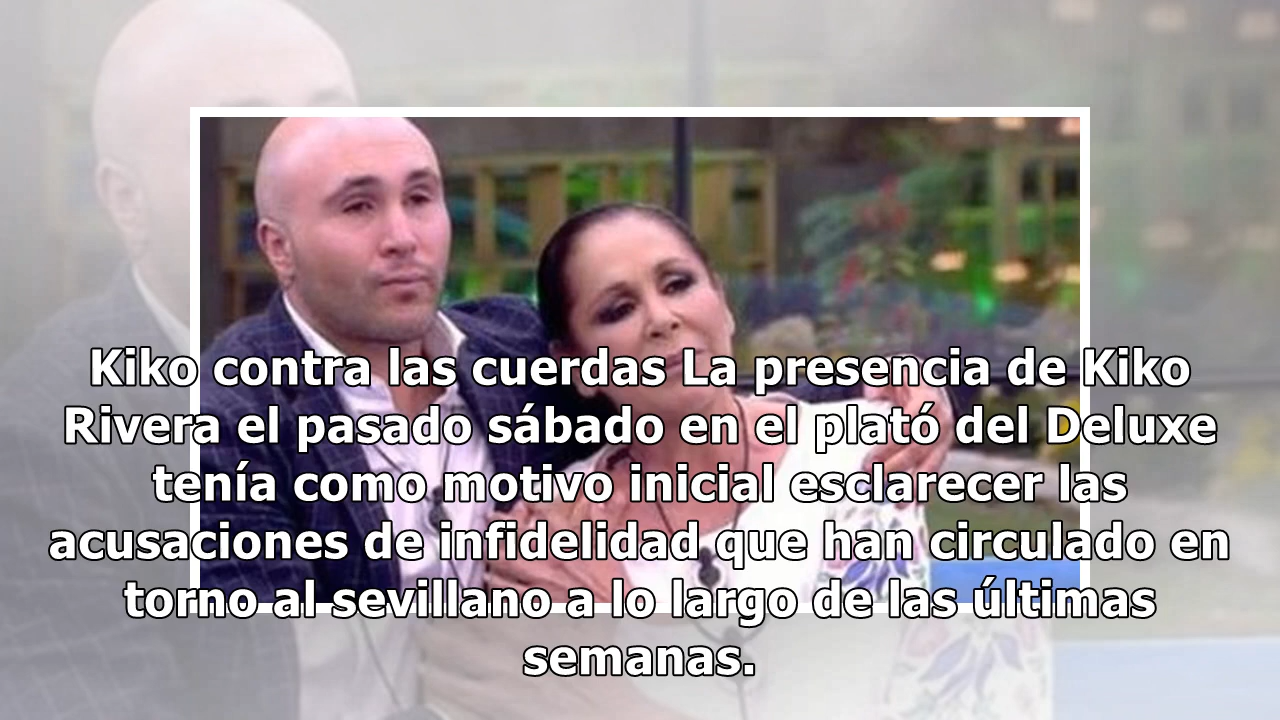 Kiko contra las cuerdas La presencia de Kiko
Rivera el pasado sábado en el plató del Deluxe
tenía como motivo inicial esclarecer las
acusaciones de infidelidad que han circulado en
torno al sevillano a lo largo de las últimas
semanas.